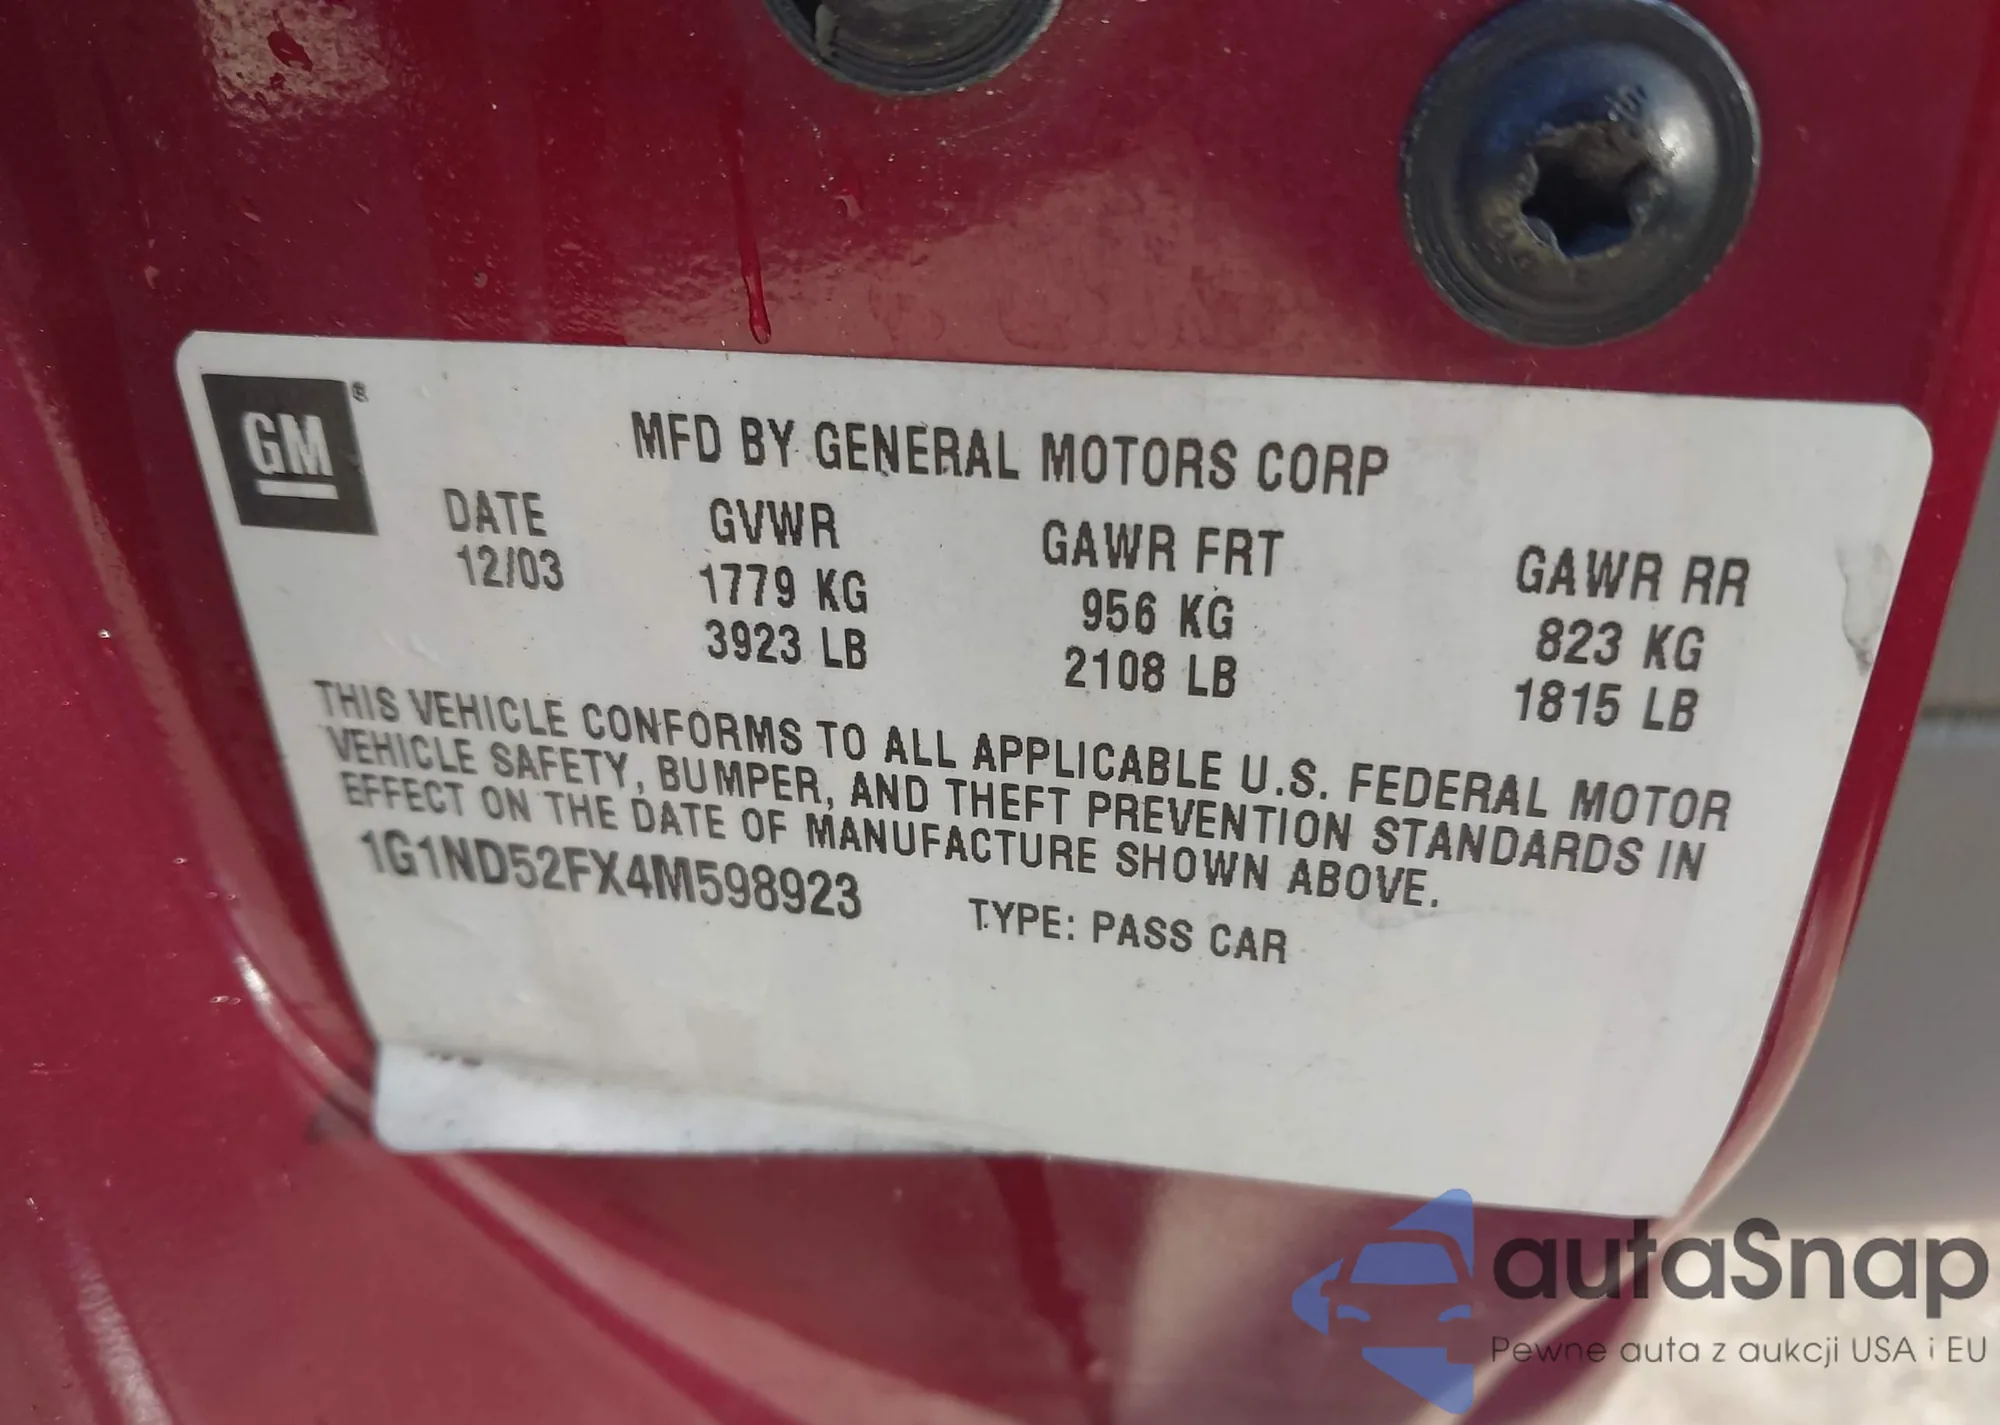 GM®
MFD BY GENERAL MOTORS CORP
DATE GVWR GAWR FRT GAWR RR
12/03 1779 KG 956 KG 823 KG
3923 LB 2108 LB 1815 LB
THIS VEHICLE CONFORMS TO ALL APPLICABLE U.S. FEDERAL MOTOR
VEHICLE SAFETY, BUMPER, AND THEFT PREVENTION STANDARDS IN
EFFECT ON THE DATE OF MANUFACTURE SHOWN ABOVE.
1G1ND52FX4M598923 TYPE: PASS CAR
autaSnap
Pewne auta z aukcji USA i EU